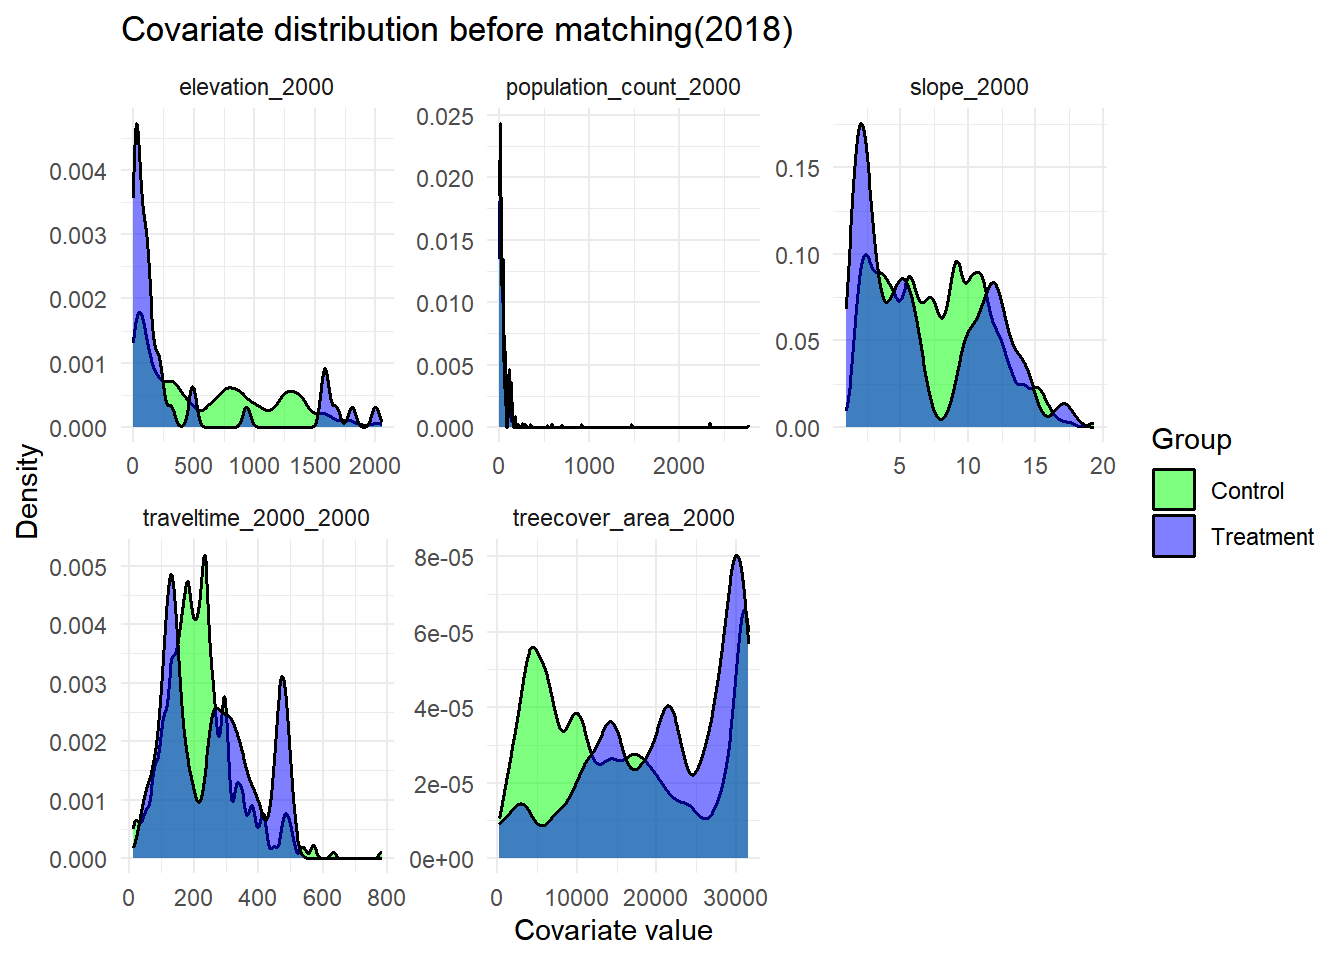 Covariate distribution before matching(2018)
elevation_2000
population_count_2000
slope_2000
0.004
0.003
0.002
0.001
0.000
0 500 1000 1500 2000
0.025
0.020
0.015
0.010
0.005
0.000
0 1000 2000
0.15
0.10
0.05
0.00
5 10 15 20
Density
traveltime_2000_2000
treecover_area_2000
0.005
0.004
0.003
0.002
0.001
0.000
0 200 400 600 800
8e-05
6e-05
4e-05
2e-05
0e+00
0 10000 20000 30000
Covariate value
Group
Control
Treatment